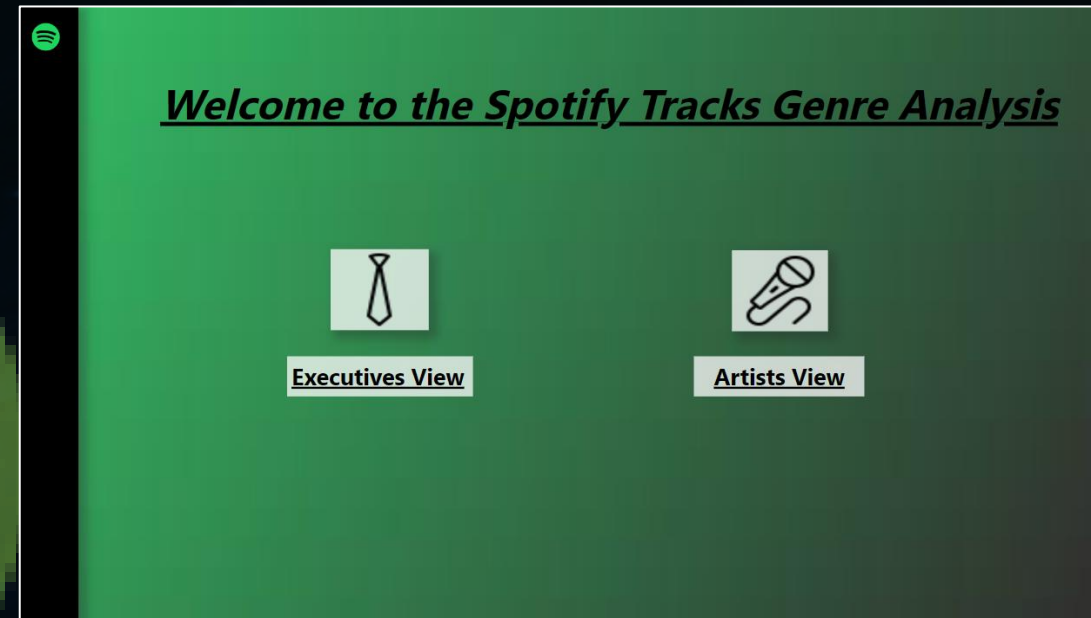 Welcome to the Spotify Tracks Genre Analysis
Executives View
Artists View